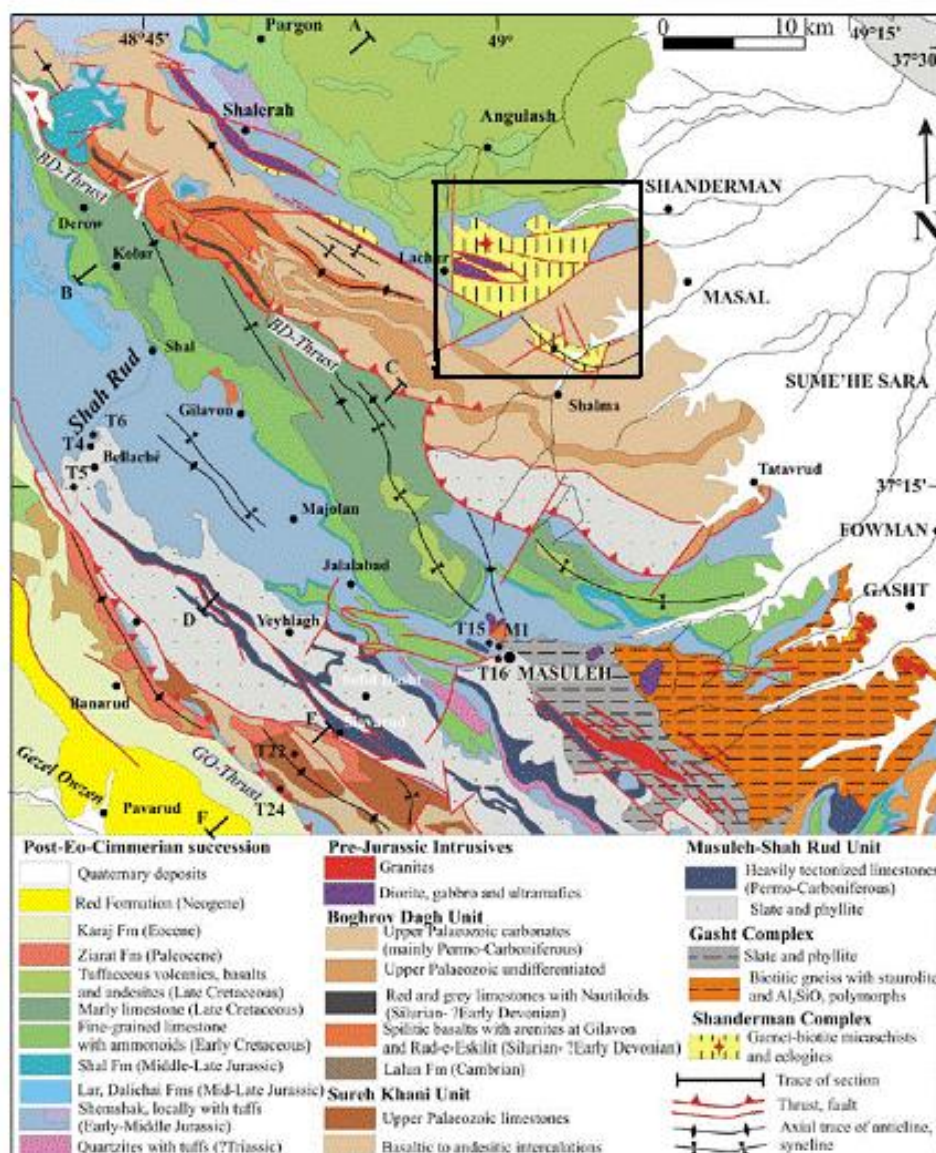 Pargon
48°45'
A
49°
0 10 km
49°15'
37°30
Shalerah
Angulash
N
BD-Thrust
SHANDERMAN
Derow
Kolur
Lachur
B
MASAL
BD-Thrust
Shal
C
SUME'HE SARA
Shah Rud
Gilavon
Shalma
T6
T4
Bellaché
T5
Tatavrud
37°15'
Majolan
FOWMAN
Jalalabad
GASHT
D
Veyhlagh
T15 M1
T16 MASULEH
Banarud
E
Siavarud
T22
Gezel Owzen
GO-Thrust
T24
Pavarud
F
Post-Eo-Cimmerian succession
Quaternary deposits
Red Formation (Neogene)
Karaj Fm (Eocene)
Ziarat Fm (Paleocene)
Tuffaceous volcanics, basalts
and andesites (Late Cretaceous)
Marly limestone (Late Cretaceous)
Fine-grained limestone
with ammonoids (Early Cretaceous)
Shal Fm (Middle-Late Jurassic)
Lar, Dalichai Fms (Mid-Late Jurassic)
Shemshak, locally with tuffs
(Early-Middle Jurassic)
Quartzites with tuffs (?Triassic)
Pre-Jurassic Intrusives
Granites
Diorite, gabbro and ultramafics
Boghrov Dagh Unit
Upper Palaeozoic carbonates
(mainly Permo-Carboniferous)
Upper Palaeozoic undifferentiated
Red and grey limestones with Nautiloids
(Silurian- ?Early Devonian)
Spilitic basalts with arenites at Gilavon
and Rad-e-Eskilit (Silurian- ?Early Devonian)
Lalun Fm (Cambrian)
Sureh Khani Unit
Upper Palaeozoic limestones
Basaltic to andesitic intercalations
Masuleh-Shah Rud Unit
Heavily tectonized limestones
(Permo-Carboniferous)
Slate and phyllite
Gasht Complex
Slate and phyllite
Biotitic gneiss with staurolite
and Al₂SiO₅ polymorphs
Shanderman Complex
Garnet-biotite micaschists
and eclogites
Trace of section
Thrust, fault
Axial trace of anticline,
syncline